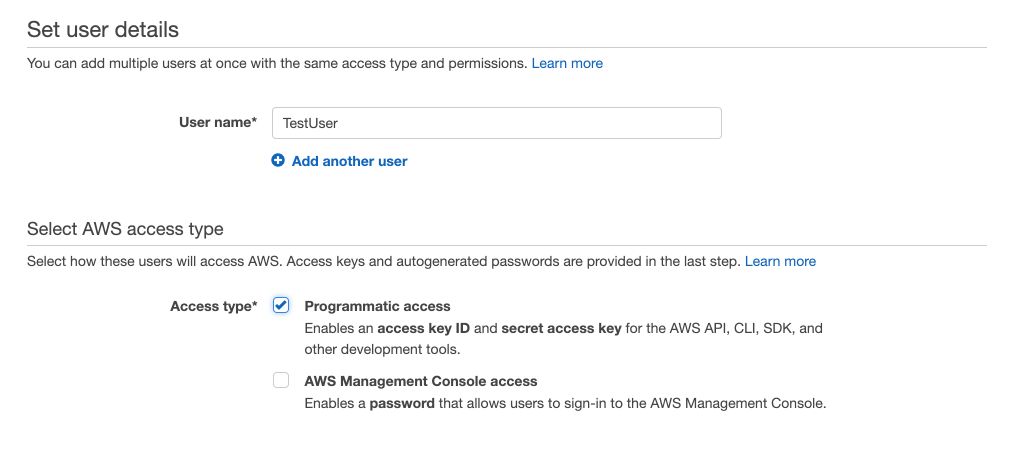 Set user details
You can add multiple users at once with the same access type and permissions. Learn more
User name* TestUser
Add another user
Select AWS access type
Select how these users will access AWS. Access keys and autogenerated passwords are provided in the last step. Learn more
Access type* Programmatic access
Enables an access key ID and secret access key for the AWS API, CLI, SDK, and
other development tools.
AWS Management Console access
Enables a password that allows users to sign-in to the AWS Management Console.